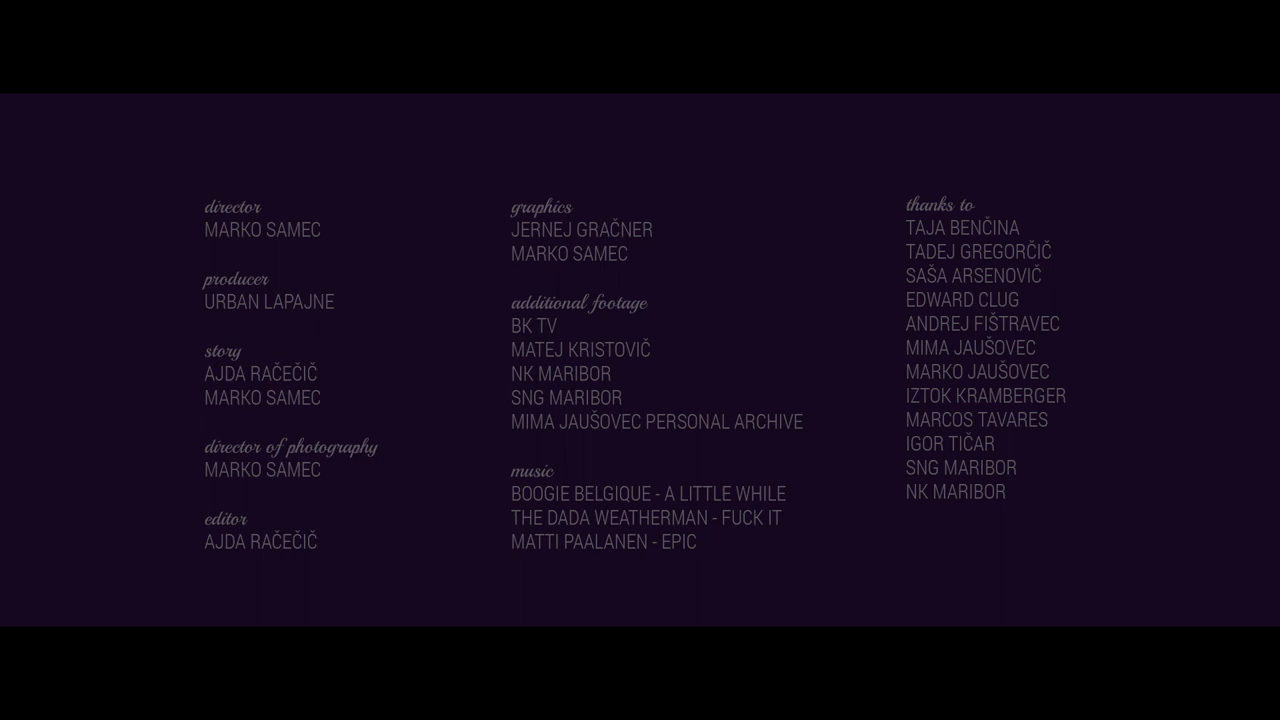 director
MARKO SAMEC
producer
URBAN LAPAJNE
story
AJDA RAČEČIČ
MARKO SAMEC
director of photography
MARKO SAMEC
editor
AJDA RAČEČIČ
graphics
JERNEJ GRAČNER
MARKO SAMEC
additional footage
BK TV
MATEJ KRISTOVIČ
NK MARIBOR
SNG MARIBOR
MIMA JAUŠOVEC PERSONAL ARCHIVE
music
BOOGIE BELGIQUE - A LITTLE WHILE
THE DADA WEATHERMAN - FUCK IT
MATTI PAALANEN - EPIC
thanks to
TAJA BENČINA
TADEJ GREGORČIČ
SAŠA ARSENOVIČ
EDWARD CLUG
ANDREJ FIŠTRAVEC
MIMA JAUŠOVEC
MARKO JAUŠOVEC
IZTOK KRAMBERGER
MARCOS TAVARES
IGOR TIČAR
SNG MARIBOR
NK MARIBOR